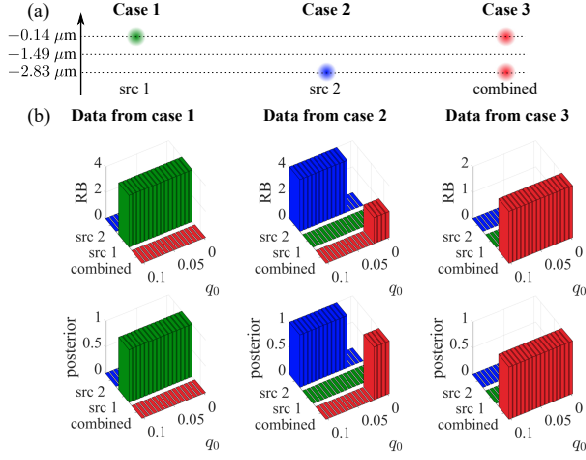 (a) Case 1 Case 2 Case 3
−0.14 μm
−1.49 μm
−2.83 μm
src 1 src 2 combined
(b) Data from case 1 Data from case 2 Data from case 3
RB 4 2 0 src 2 src 1 combined 0.1 0.05 0 q0
RB 4 2 0 src 2 src 1 combined 0.1 0.05 0 q0
RB 2 1 0 src 2 src 1 combined 0.1 0.05 0 q0
posterior 1 0.5 0 src 2 src 1 combined 0.1 0.05 0 q0
posterior 1 0.5 0 src 2 src 1 combined 0.1 0.05 0 q0
posterior 1 0.5 0 src 2 src 1 combined 0.1 0.05 0 q0